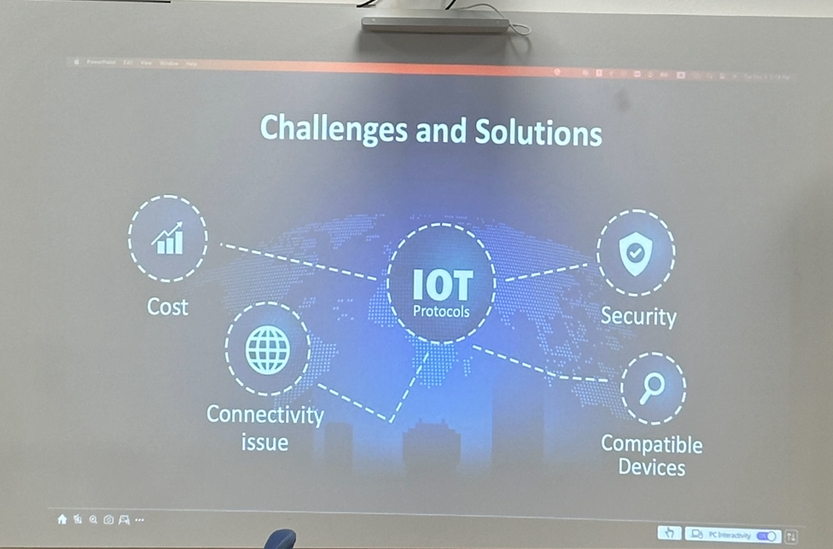 PowerPoint Edit View Window Help
Challenges and Solutions
IOT
Protocols
Cost
Security
Connectivity
issue
Compatible
Devices
PC Interactivity